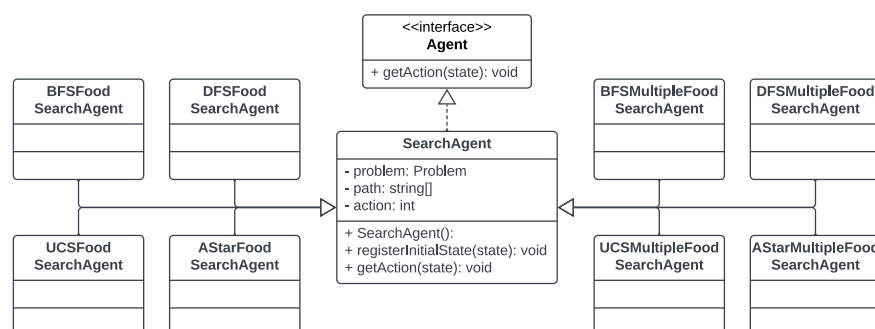 <<interface>>
Agent
+ getAction(state): void
BFSFood
SearchAgent
DFSFood
SearchAgent
BFSMultipleFood
SearchAgent
DFSMultipleFood
SearchAgent
SearchAgent
- problem: Problem
- path: string[]
- action: int
+ SearchAgent():
+ registerInitialState(state): void
+ getAction(state): void
UCSFood
SearchAgent
AStarFood
SearchAgent
UCSMultipleFood
SearchAgent
AStarMultipleFood
SearchAgent